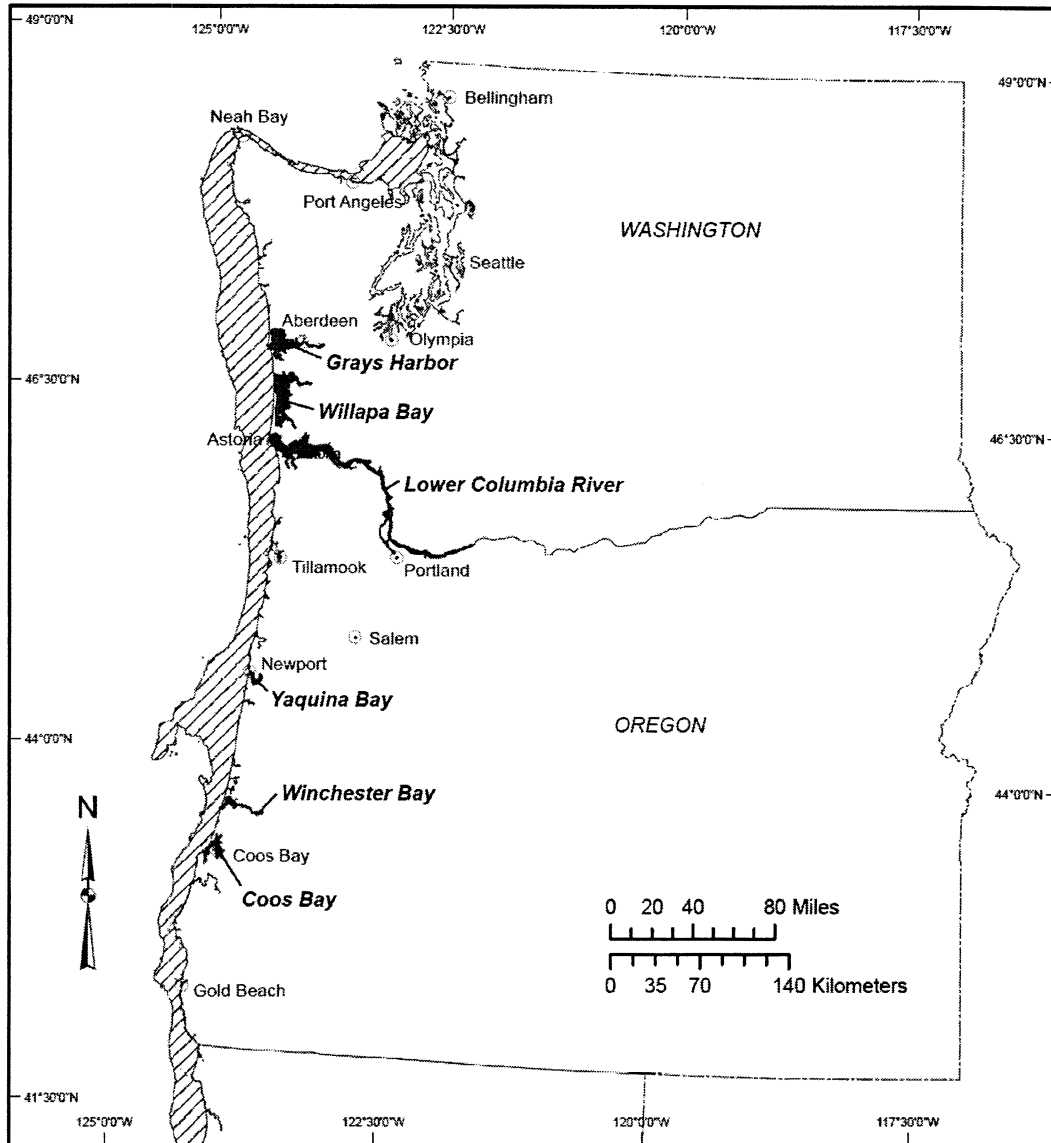 49°0'0"N
125°0'0"W
122°30'0"W
120°0'0"W
117°30'0"W
49°0'0"N
Bellingham
Neah Bay
Port Angeles
WASHINGTON
Seattle
Aberdeen
Olympia
Grays Harbor
46°30'0"N
Willapa Bay
Astoria
46°30'0"N
Lower Columbia River
Tillamook
Portland
Salem
Newport
Yaquina Bay
OREGON
44°0'0"N
Winchester Bay
44°0'0"N
N
Coos Bay
Coos Bay
0 20 40 80 Miles
0 35 70 140 Kilometers
Gold Beach
41°30'0"N
125°0'0"W
122°30'0"W
120°0'0"W
117°30'0"W